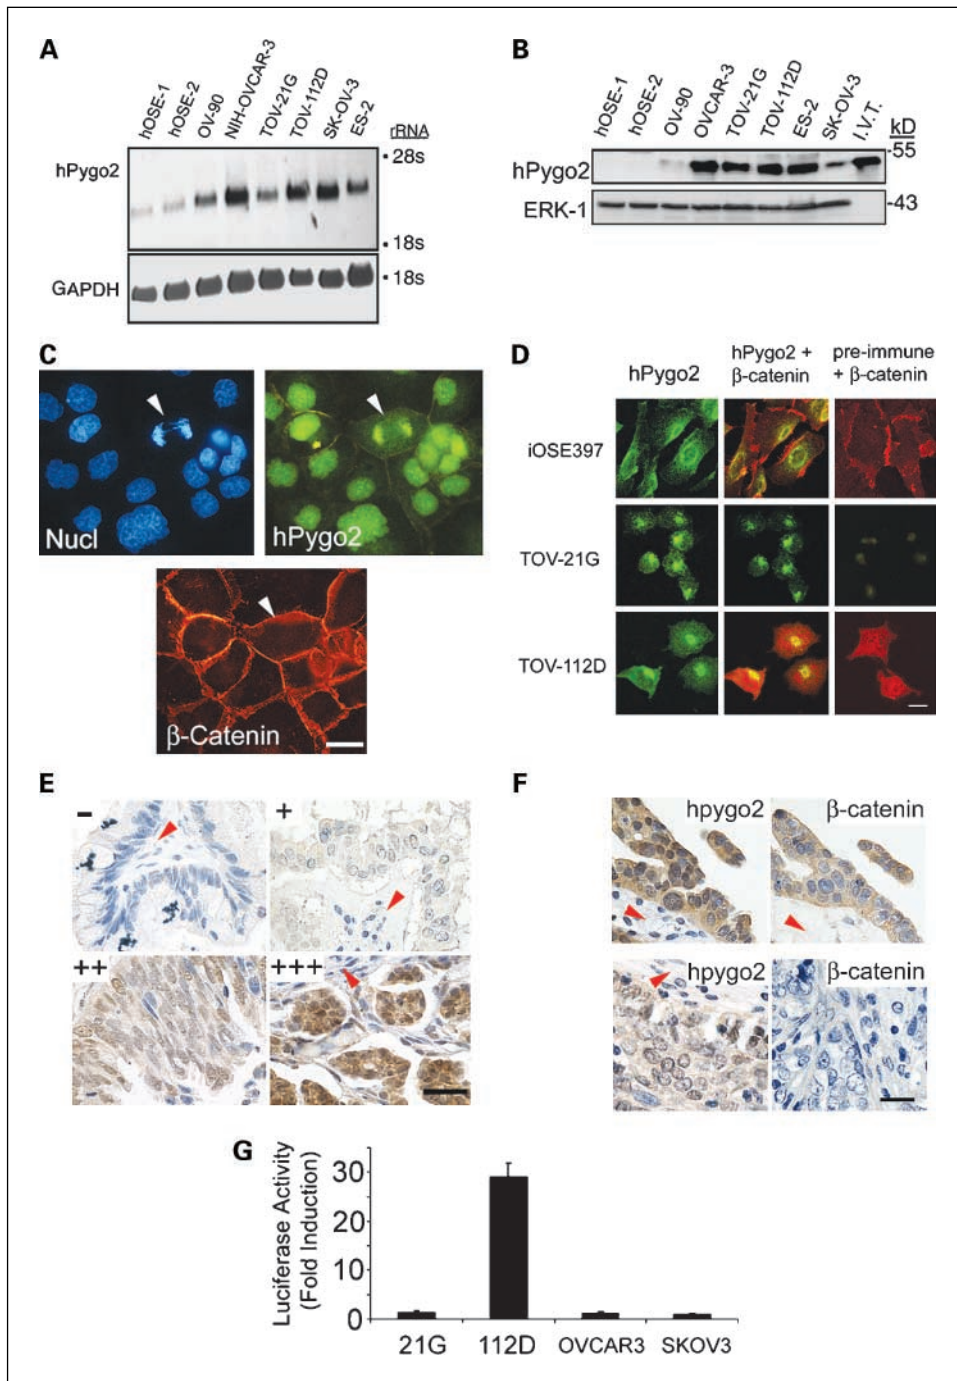 A
hOSE-1
hOSE-2
OV-90
NIH-OVCAR-3
TOV-21G
TOV-112D
SK-OV-3
ES-2
rRNA
hPygo2
28s
18s
GAPDH
18s
B
hOSE-1
hOSE-2
OV-90
OVCAR-3
TOV-21G
TOV-112D
ES-2
SK-OV-3
I.V.T.
kD
hPygo2
-55
ERK-1
-43
C
Nucl
hPygo2
β-Catenin
D
hPygo2
hPygo2 +
β-catenin
pre-immune
+ β-catenin
iOSE397
TOV-21G
TOV-112D
E
-
+
++
+++
F
hpygo2
β-catenin
hpygo2
β-catenin
G
Luciferase Activity
(Fold Induction)
30
20
10
0
21G
112D
OVCAR3
SKOV3